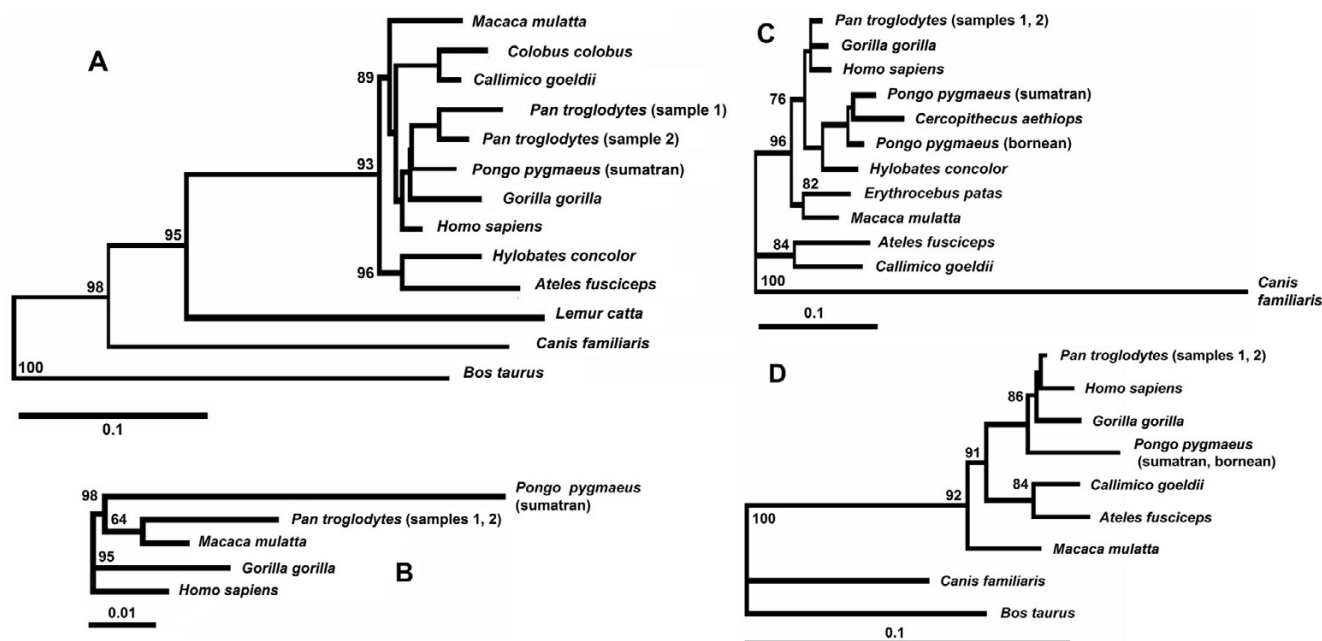 A
Macaca mulatta
Colobus colobus
89
Callimico goeldii
Pan troglodytes (sample 1)
Pan troglodytes (sample 2)
93
Pongo pygmaeus (sumatran)
Gorilla gorilla
Homo sapiens
95
Hylobates concolor
96
Ateles fusciceps
98
Lemur catta
Canis familiaris
100
Bos taurus
0.1
98
Pongo pygmaeus
(sumatran)
64
Pan troglodytes (samples 1, 2)
Macaca mulatta
95
Gorilla gorilla
B
Homo sapiens
0.01
C
Pan troglodytes (samples 1, 2)
Gorilla gorilla
Homo sapiens
76
Pongo pygmaeus (sumatran)
Cercopithecus aethiops
96
Pongo pygmaeus (bornean)
Hylobates concolor
82
Erythrocebus patas
Macaca mulatta
84
Ateles fusciceps
Callimico goeldii
100
Canis
familiaris
0.1
D
Pan troglodytes (samples 1, 2)
Homo sapiens
86
Gorilla gorilla
91
Pongo pygmaeus
(sumatran, bornean)
84
Callimico goeldii
92
Ateles fusciceps
100
Macaca mulatta
Canis familiaris
Bos taurus
0.1